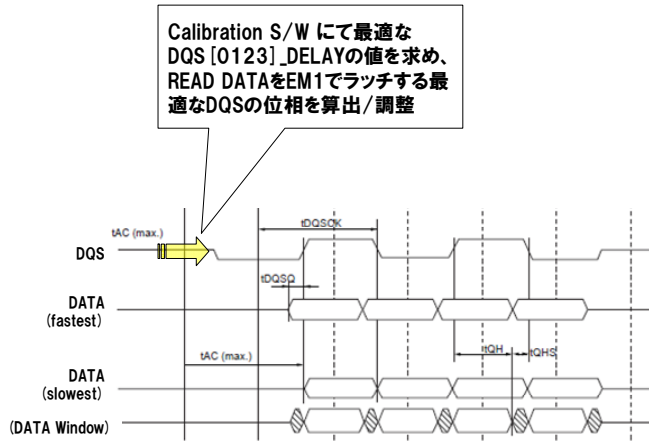 Calibration S/W にて最適な
DQS[0123]_DELAYの値を求め、
READ DATAをEM1でラッチする最
適なDQSの位相を算出/調整
tAC (max.)
tDQSCK
DQS
tDQSQ
DATA
(fastest)
tAC (max.)
tQH
tQHS
DATA
(slowest)
(DATA Window)